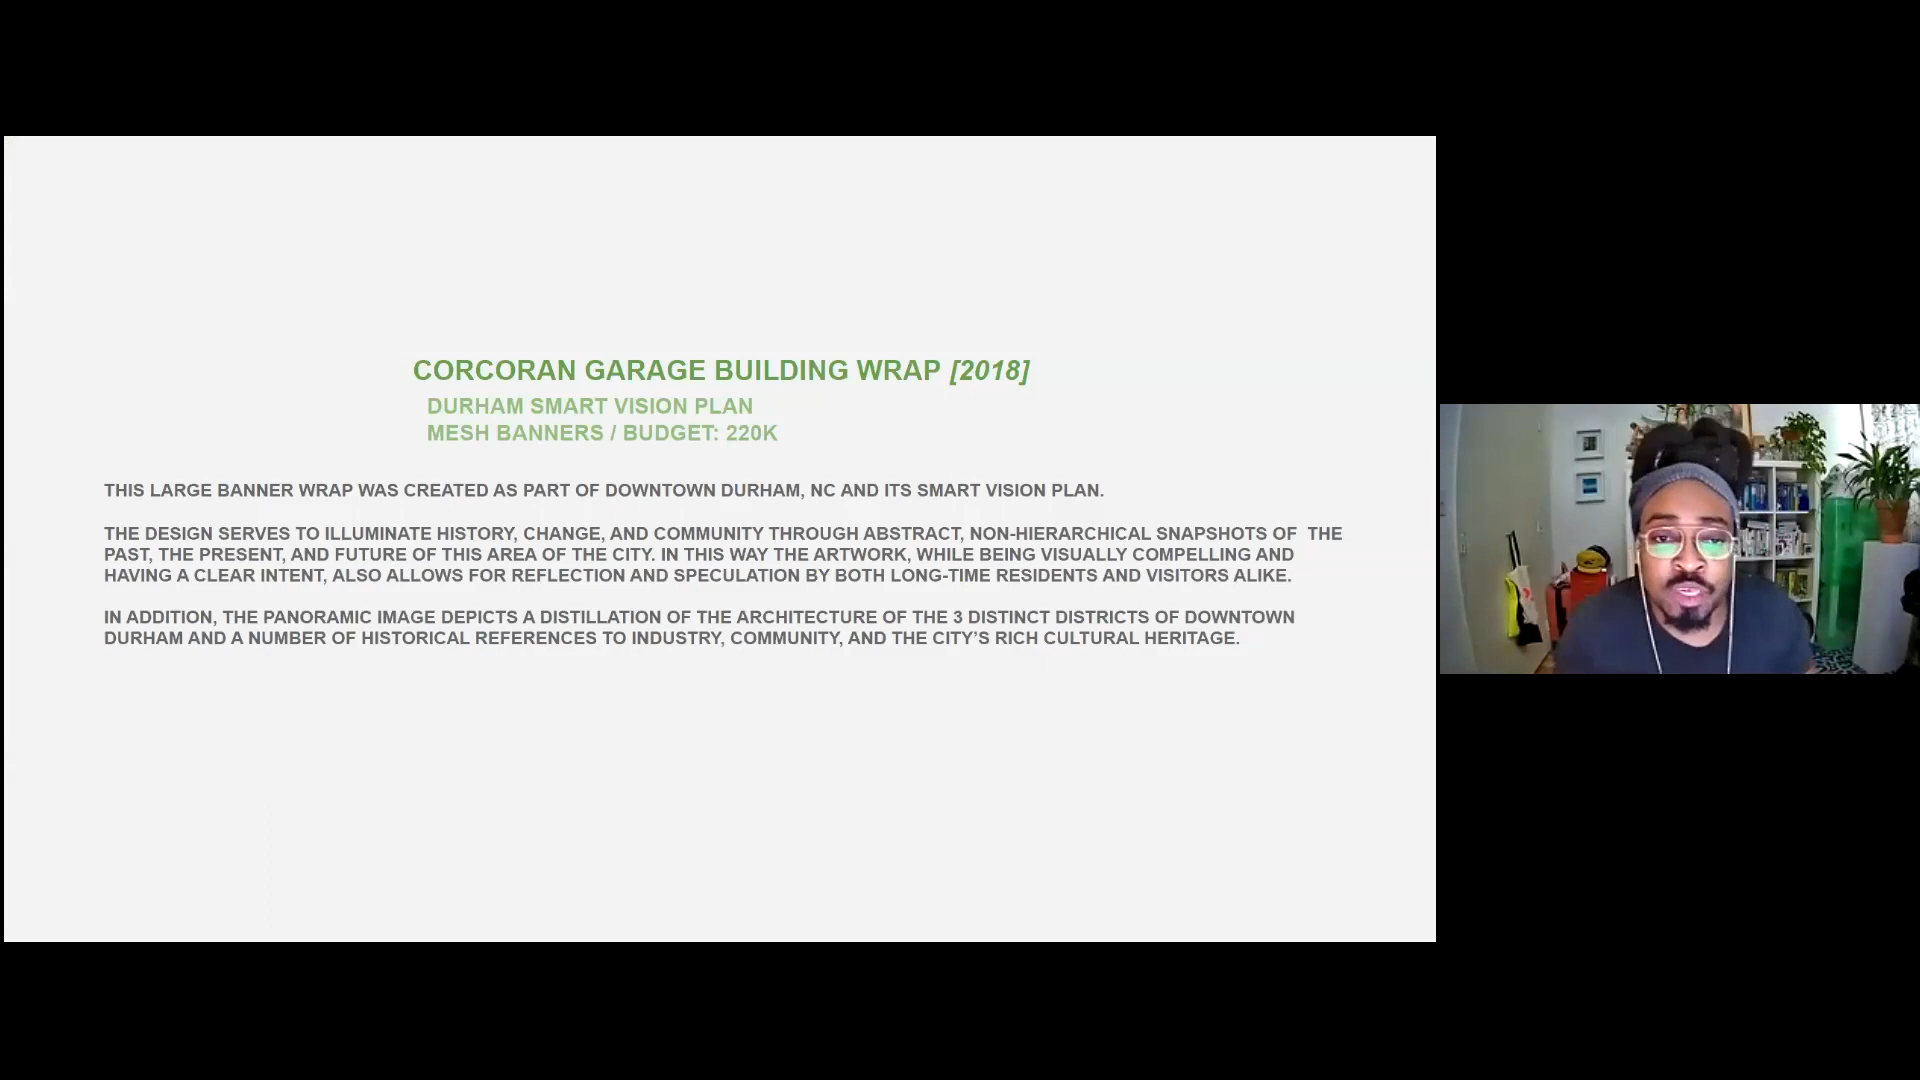 CORCORAN GARAGE BUILDING WRAP [2018]
DURHAM SMART VISION PLAN
MESH BANNERS / BUDGET: 220K
THIS LARGE BANNER WRAP WAS CREATED AS PART OF DOWNTOWN DURHAM, NC AND ITS SMART VISION PLAN.
THE DESIGN SERVES TO ILLUMINATE HISTORY, CHANGE, AND COMMUNITY THROUGH ABSTRACT, NON-HIERARCHICAL SNAPSHOTS OF THE
PAST, THE PRESENT, AND FUTURE OF THIS AREA OF THE CITY. IN THIS WAY THE ARTWORK, WHILE BEING VISUALLY COMPELLING AND
HAVING A CLEAR INTENT, ALSO ALLOWS FOR REFLECTION AND SPECULATION BY BOTH LONG-TIME RESIDENTS AND VISITORS ALIKE.
IN ADDITION, THE PANORAMIC IMAGE DEPICTS A DISTILLATION OF THE ARCHITECTURE OF THE 3 DISTINCT DISTRICTS OF DOWNTOWN
DURHAM AND A NUMBER OF HISTORICAL REFERENCES TO INDUSTRY, COMMUNITY, AND THE CITY'S RICH CULTURAL HERITAGE.